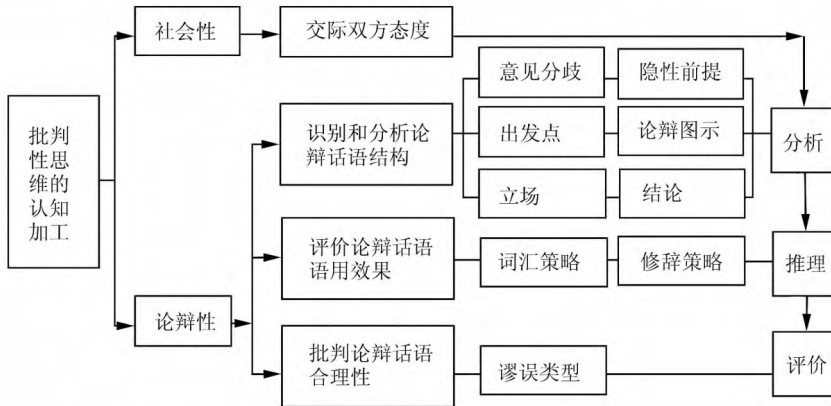 社会性
交际双方态度
意见分歧
隐性前提
批判
性思
维的
认知
加工
识别和分析论
辩话语结构
出发点
论辩图示
分析
立场
结论
评价论辩话语
语用效果
词汇策略
修辞策略
推理
论辩性
批判论辩话语
合理性
谬误类型
评价